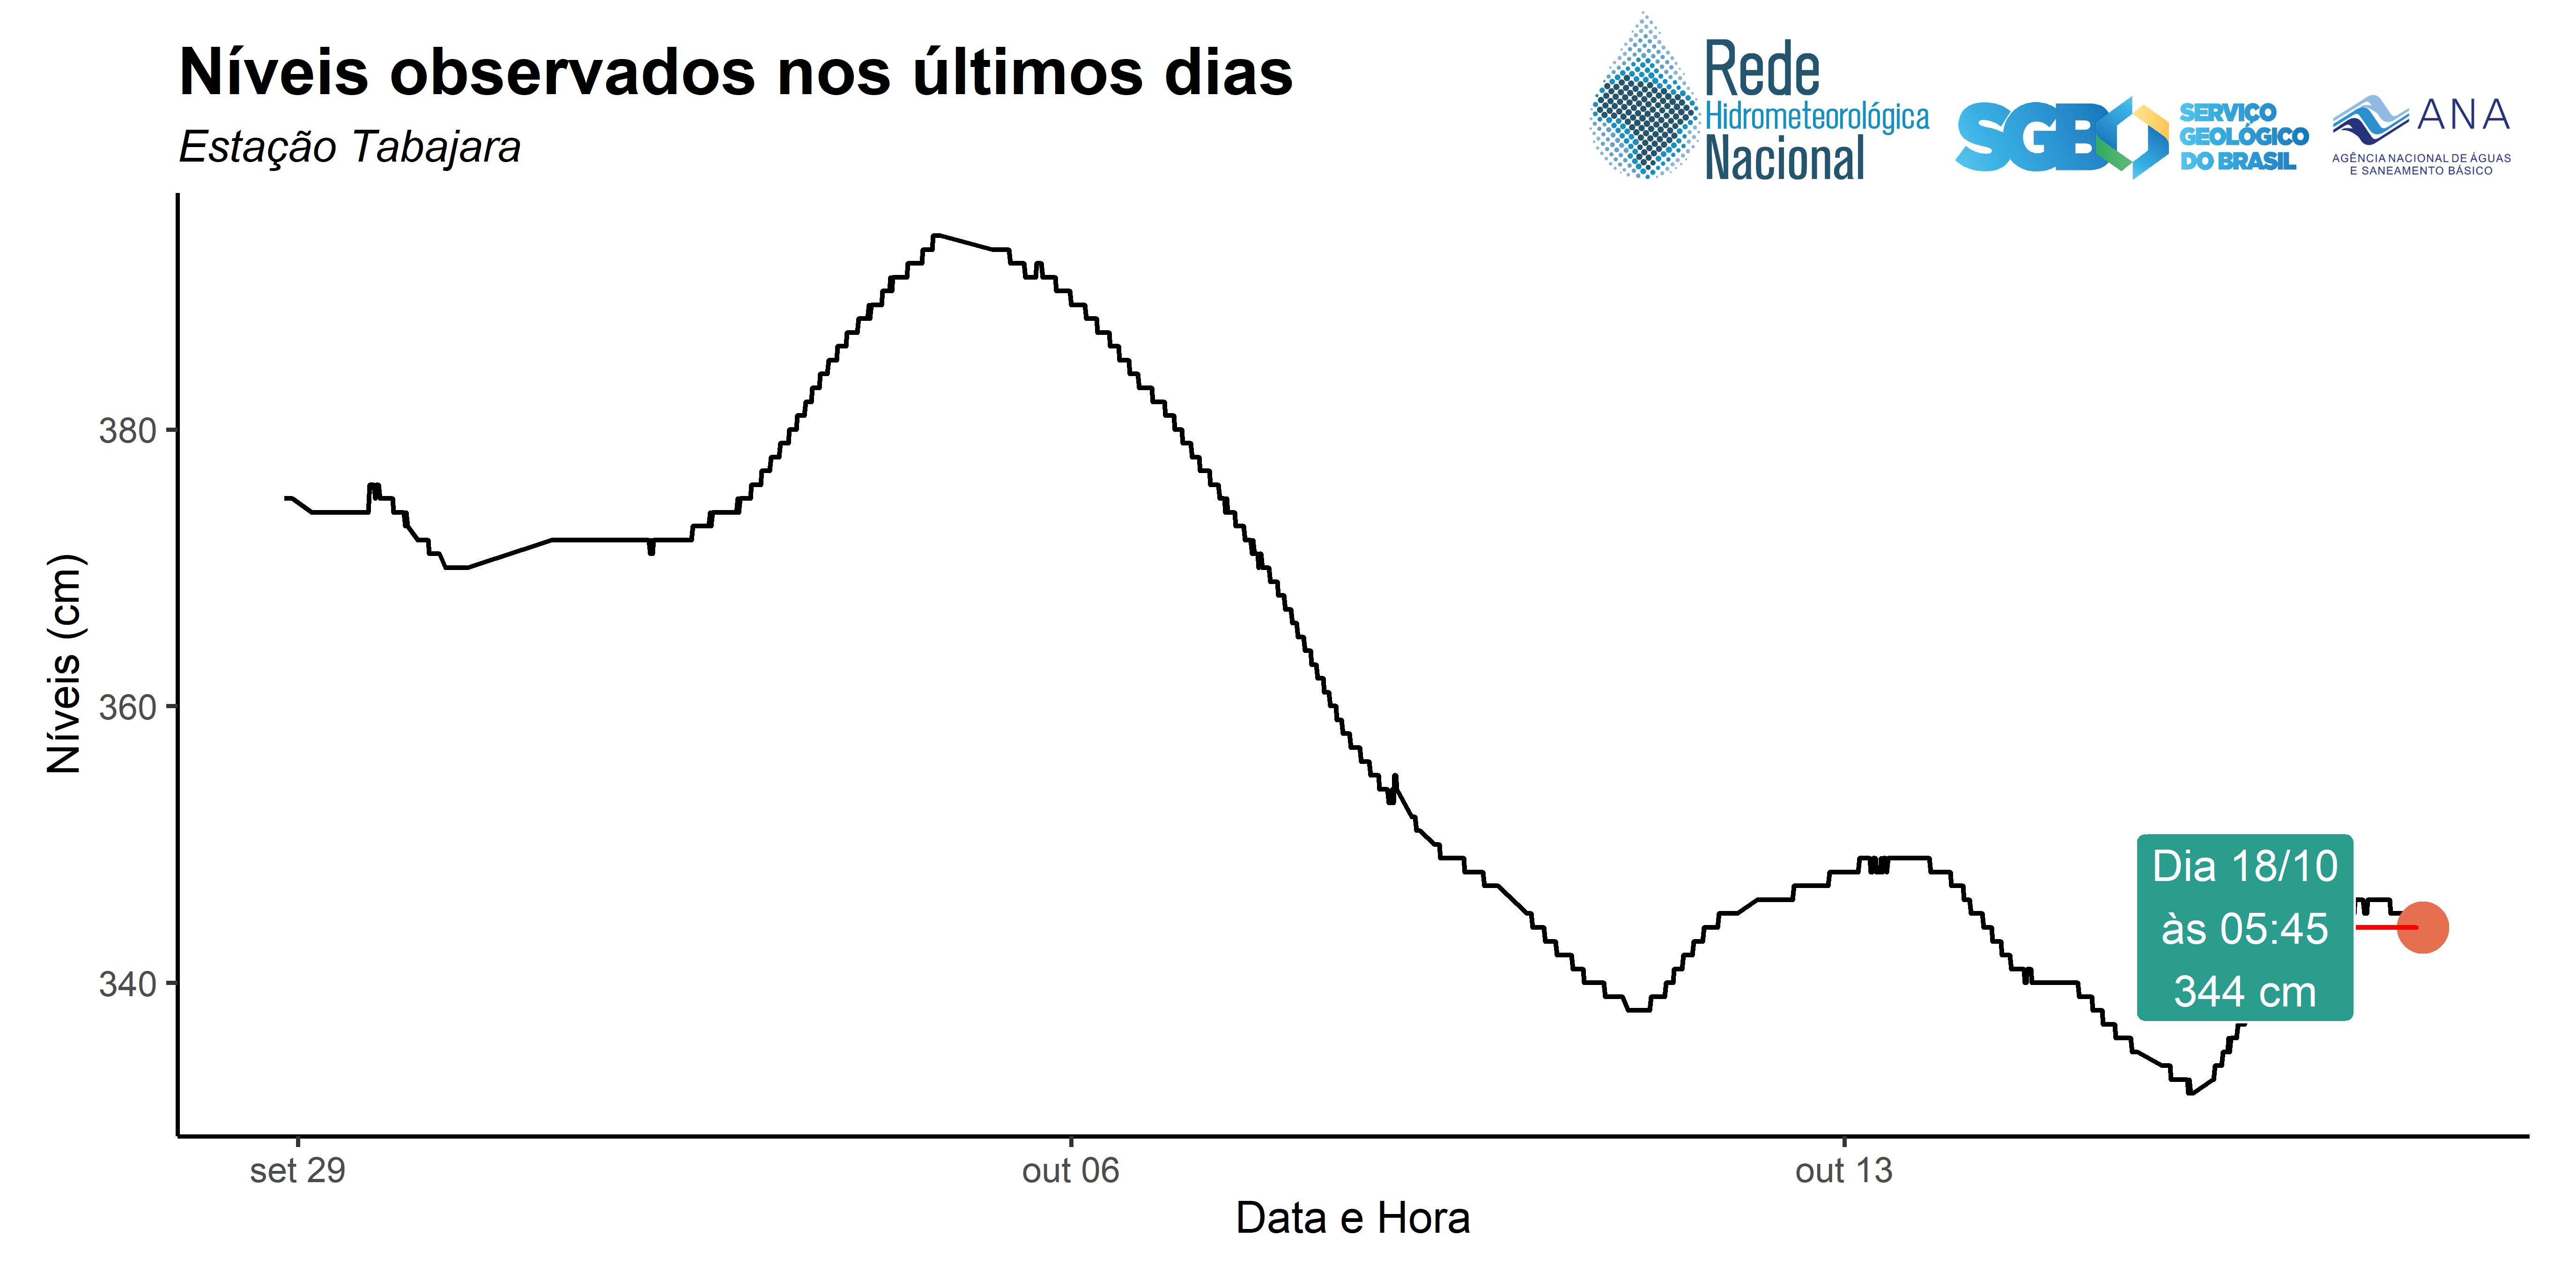 Níveis observados nos últimos dias
Estação Tabajara
Rede
Hidrometeorológica
Nacional
SGB
SERVIÇO
GEOLÓGICO
DO BRASIL
ANA
AGÊNCIA NACIONAL DE ÁGUAS
E SANEAMENTO BÁSICO
Níveis (cm)
380
360
340
Dia 18/10
às 05:45
344 cm
set 29
out 06
out 13
Data e Hora